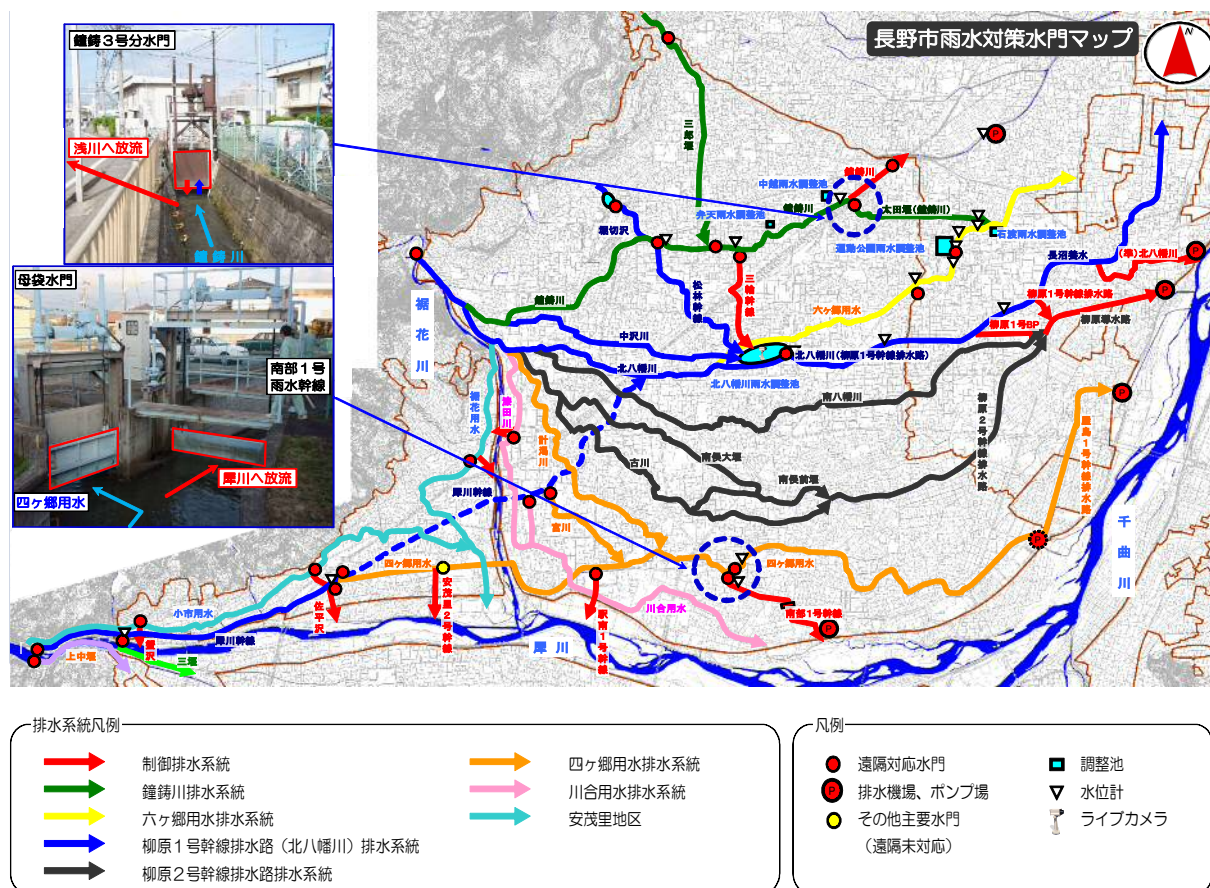 長野市雨水対策水門マップ
N
鐘鋳3号分水門
浅川へ放流
鐘鋳川
母袋水門
南部1号
雨水幹線
犀川へ放流
四ヶ郷用水
三郎堰
鐘鋳川
中越雨水調整池
鐘鋳川
太田堰(鐘鋳川)
弁天雨水調整池
石渡雨水調整池
運動公園雨水調整池
堀切沢
長沼養水
(準)北八幡川
裾花川
鐘鋳川
松林幹線
三輪幹線
六ヶ郷用水
柳原1号幹線排水路
柳原1号BP
柳原導水路
中沢川
北八幡川
北八幡川(柳原1号幹線排水路)
北八幡川雨水調整池
南八幡川
裾花用水
計渇川
古川
南俣大堰
南俣前堰
柳原2号幹線排水路
屋島1号幹線排水路
千曲川
犀川幹線
宮川
四ヶ郷用水
四ヶ郷用水
安茂里2号幹線
佐平沢
小市用水
犀川幹線
上中堰
三堰
川合用水
駅南1号幹線
南部1号幹線
犀川
P
P
P
P
P
P
排水系統凡例
制御排水系統
鐘鋳川排水系統
六ヶ郷用水排水系統
柳原1号幹線排水路(北八幡川)排水系統
柳原2号幹線排水路排水系統
四ヶ郷用水排水系統
川合用水排水系統
安茂里地区
凡例
遠隔対応水門
P
排水機場、ポンプ場
その他主要水門
(遠隔未対応)
調整池
水位計
ライブカメラ